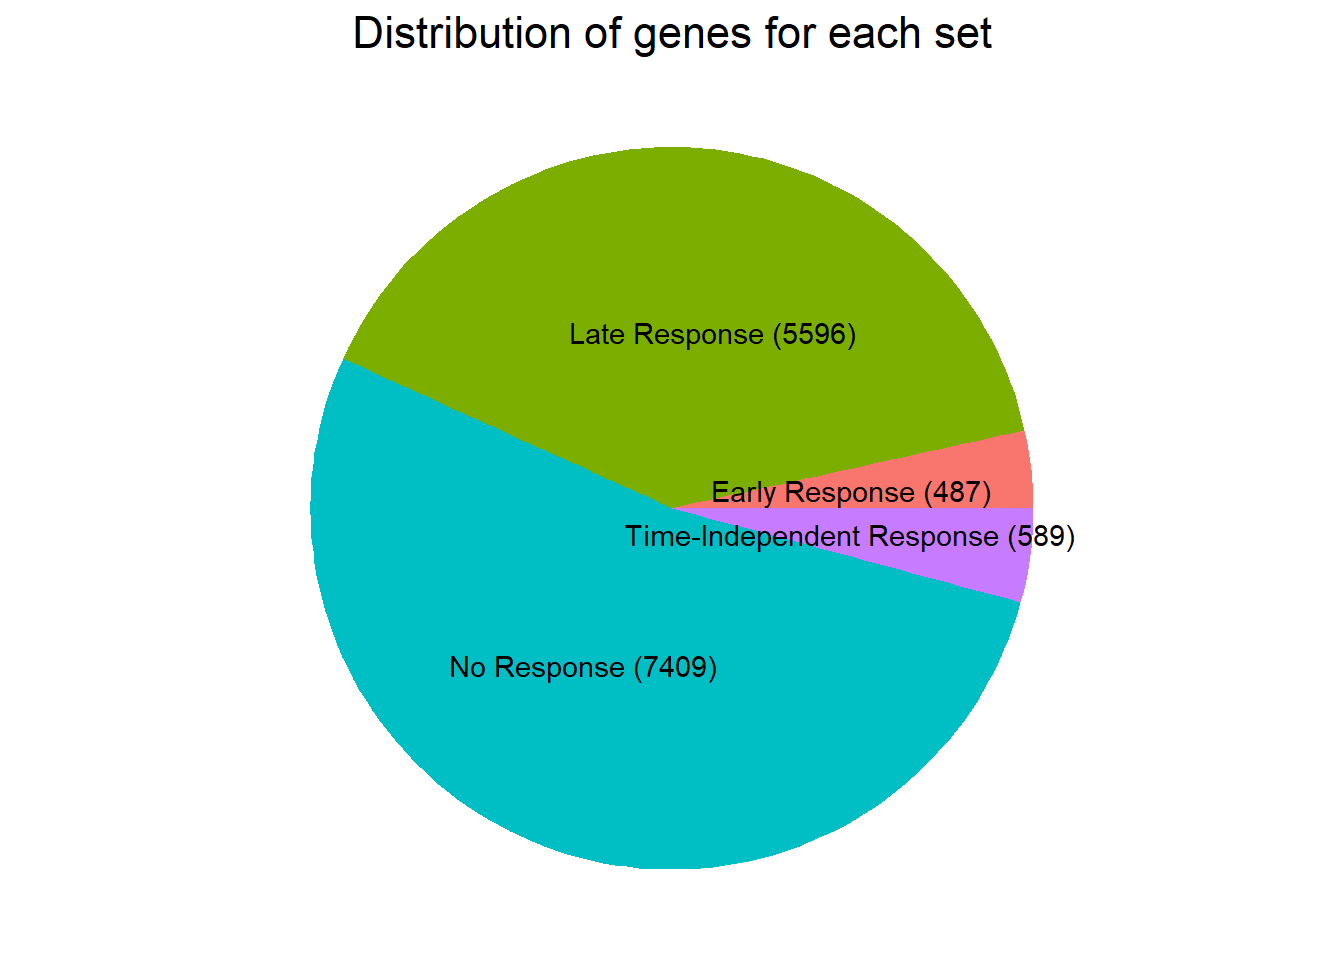 Distribution of genes for each set
Late Response (5596)
Early Response (487)
Time-Independent Response (589)
No Response (7409)